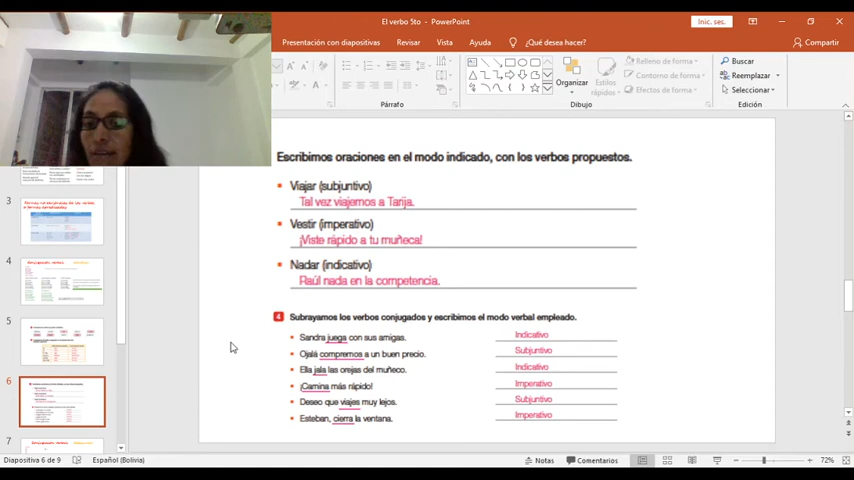 El verbo 5to - PowerPoint
Inic. ses.
Presentación con diapositivas Revisar Vista Ayuda ¿Qué desea hacer? Compartir
Organizar
Estilos
rápidos
Relleno de forma
Contorno de forma
Efectos de forma
Buscar
Reemplazar
Seleccionar
Párrafo Dibujo Edición
Escribimos oraciones en el modo indicado, con los verbos propuestos.
Viajar (subjuntivo)
Tal vez viajemos a Tarija.
Vestir (imperativo)
¡Viste rápido a tu muñeca!
Nadar (indicativo)
Raúl nada en la competencia.
4 Subrayamos los verbos conjugados y escribimos el modo verbal empleado.
Sandra juega con sus amigas. Indicativo
Ojalá compremos a un buen precio. Subjuntivo
Ella jala las orejas del muñeco. Indicativo
¡Camina más rápido! Imperativo
Deseo que viajes muy lejos. Subjuntivo
Esteban, cierra la ventana. Imperativo
3
4
5
6
7
Diapositiva 6 de 9 Español (Bolivia) Notas Comentarios 72%